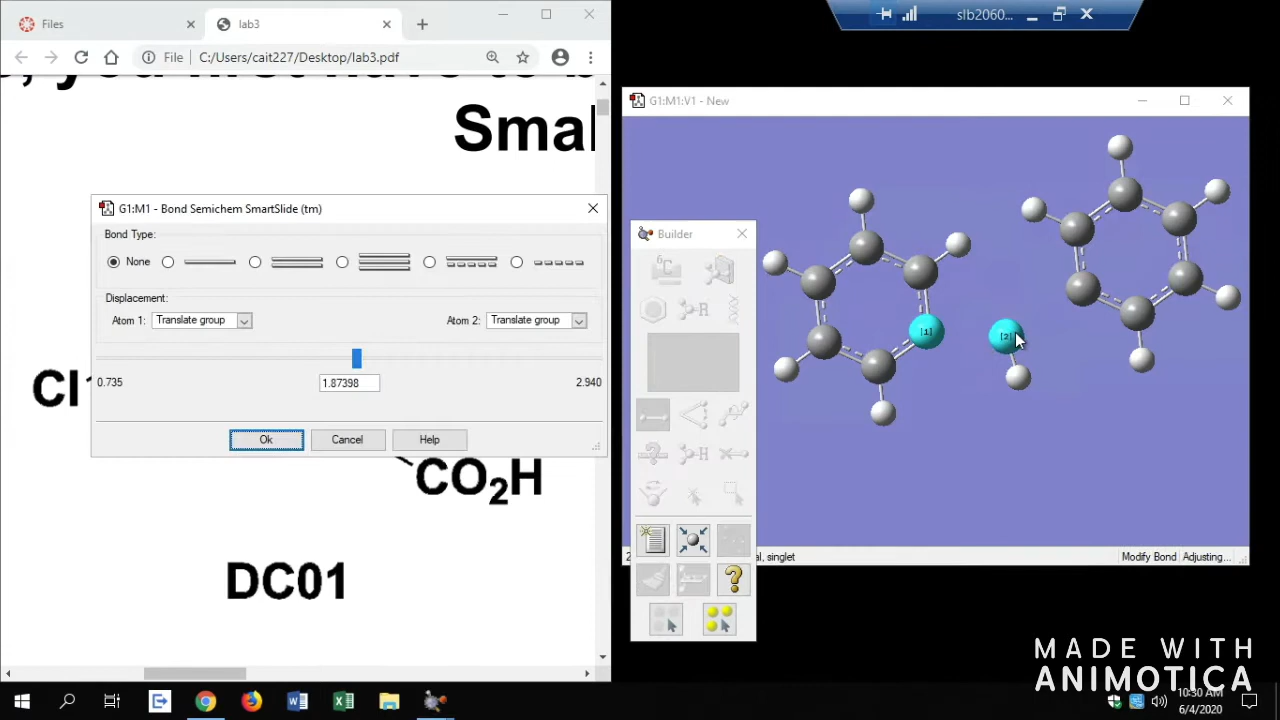 Files
lab3
File
C:/Users/cait227/Desktop/lab3.pdf
Smal
G1:M1 - Bond Semichem SmartSlide (tm)
Bond Type:
None
Displacement:
Atom 1:
Translate group
Atom 2:
Translate group
0.735
1.87398
2.940
Ok
Cancel
Help
Cl
CO₂H
DC01
slb2060...
G1:M1:V1 - New
Builder
6C
R
H
[1]
[2]
al, singlet
Modify Bond
Adjusting...
MADE WITH
ANIMOTICA
10:30 AM
6/4/2020